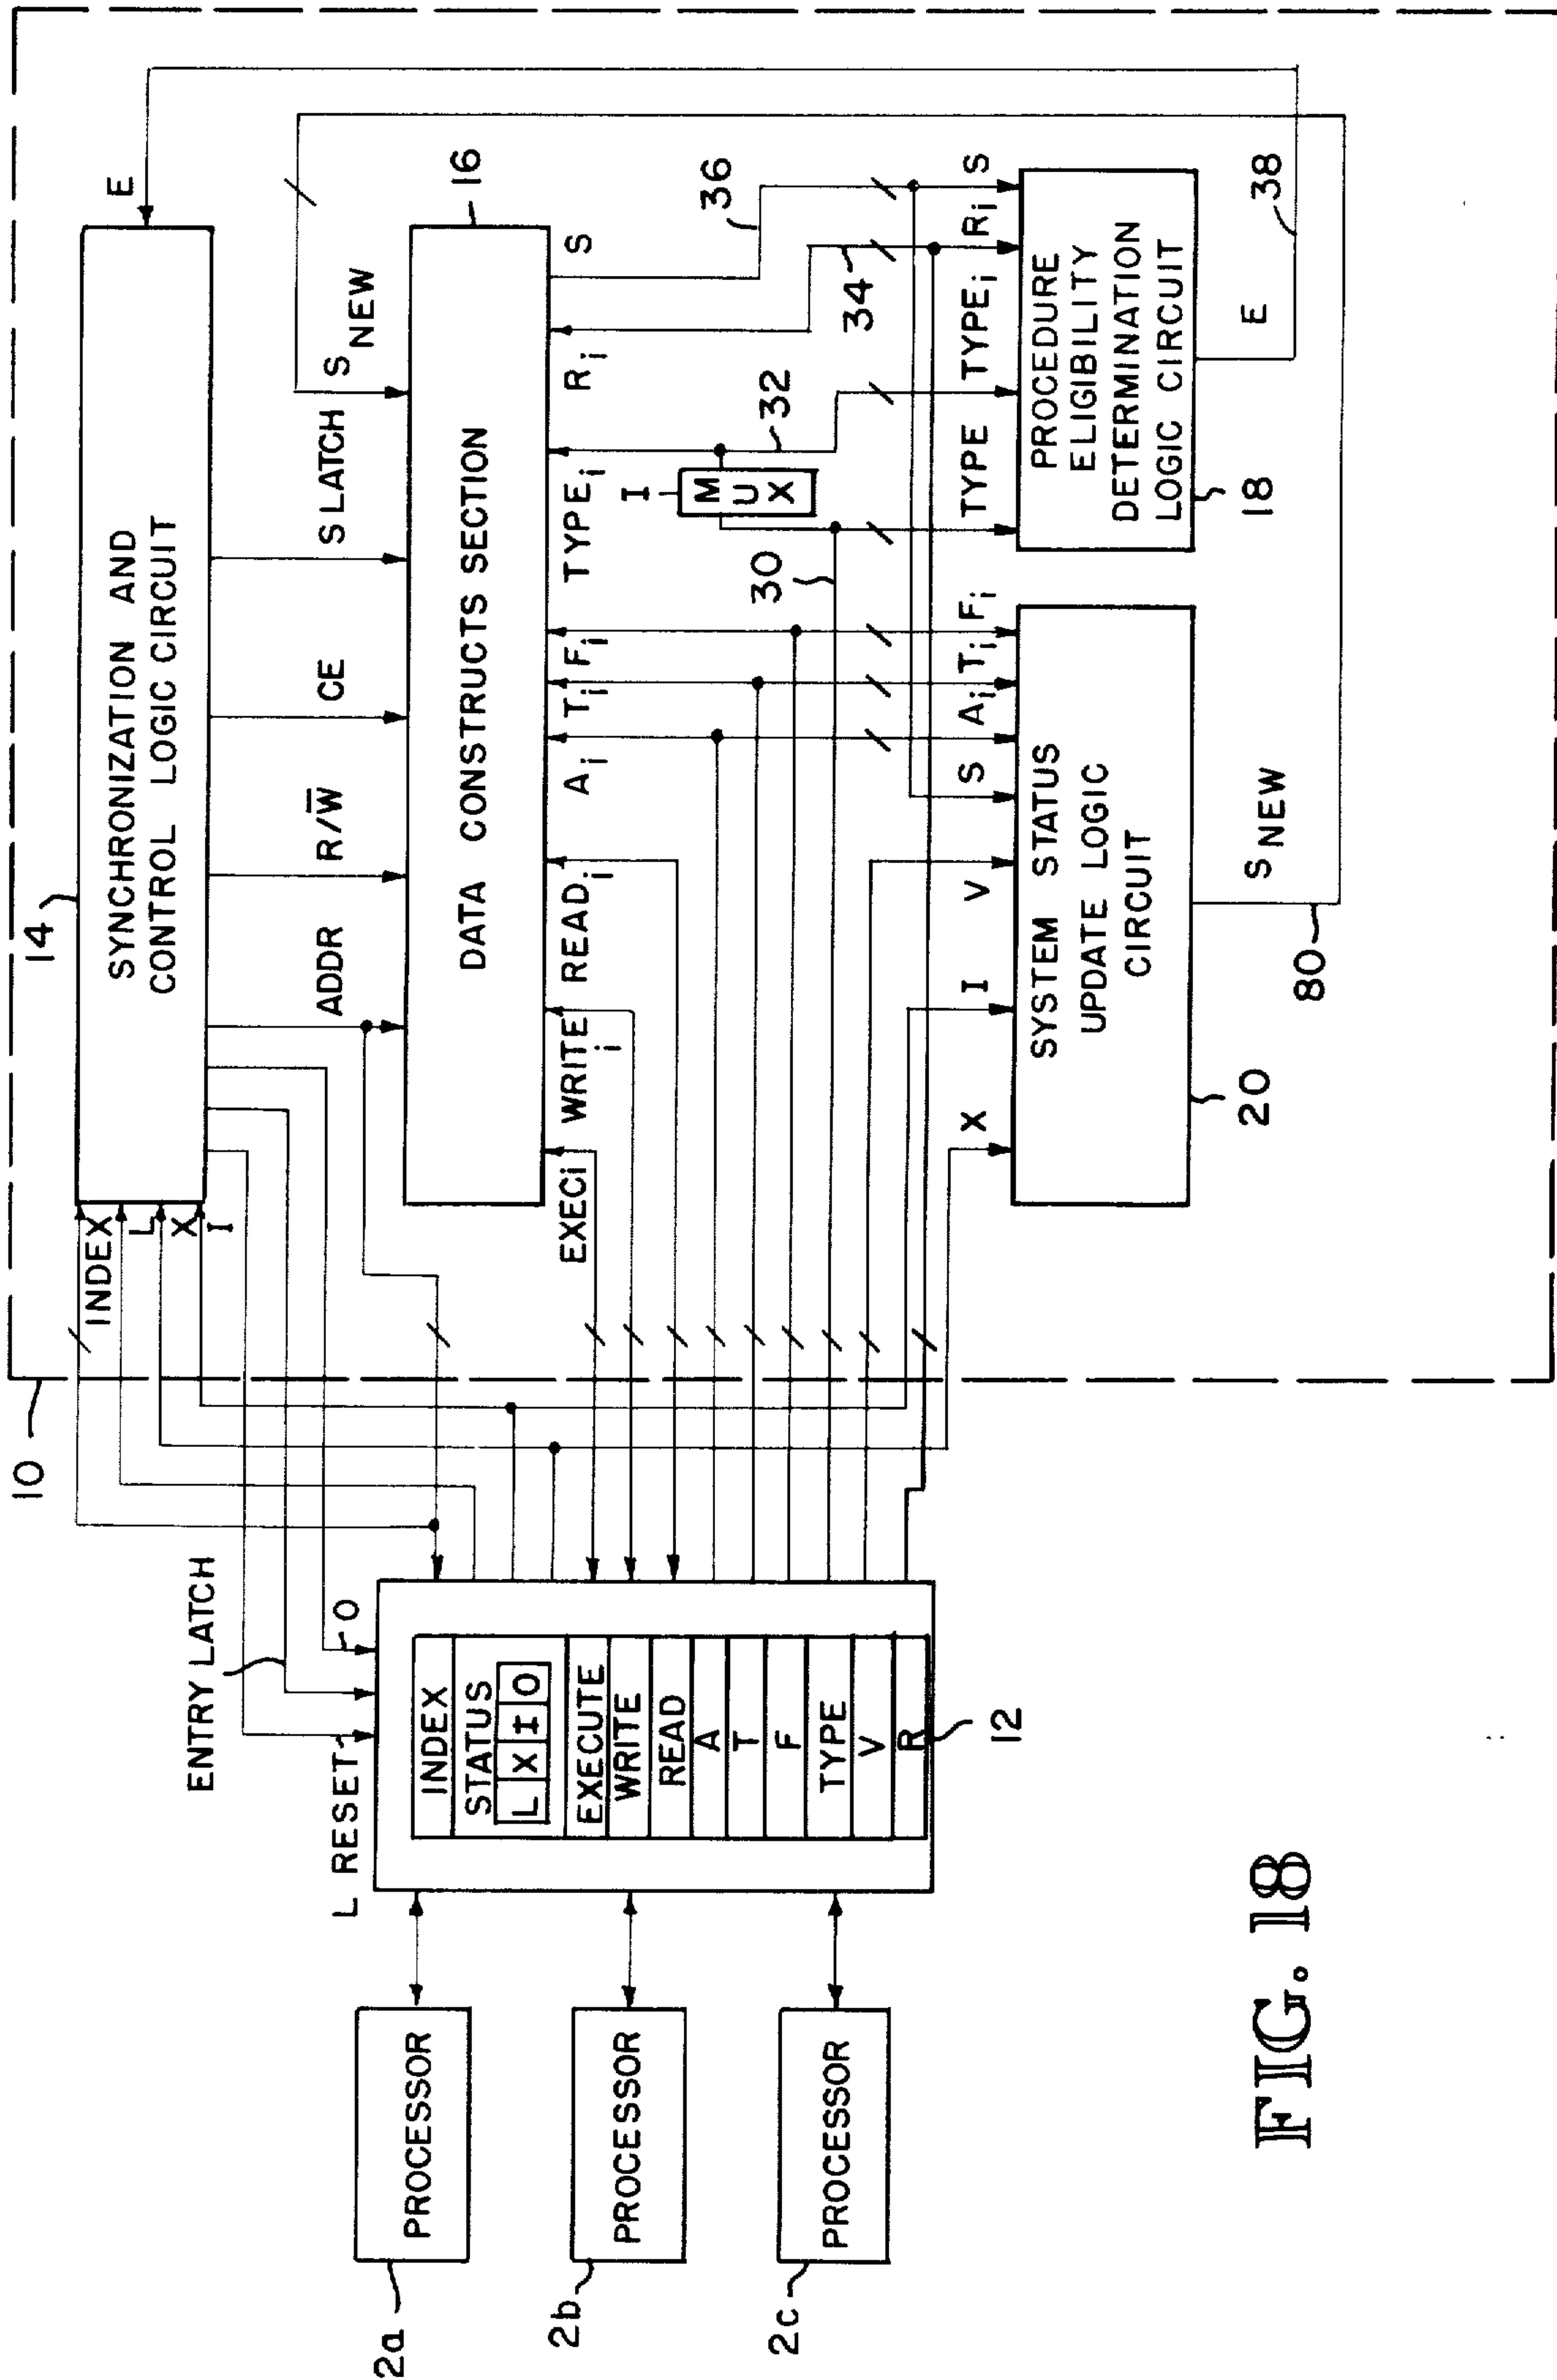 10
14
SYNCHRONIZATION AND
CONTROL LOGIC CIRCUIT
E
INDEX
L
X
I
ADDR
R/W̅
CE
S LATCH
S NEW
16
DATA CONSTRUCTS SECTION
EXECi
WRITE i
READ i
A i
T i
F i
TYPE i
R i
S
I
MUX
30
32
34
36
X
I
V
S
A i
T i
F i
TYPE
TYPE i
R i
S
SYSTEM STATUS
UPDATE LOGIC
CIRCUIT
20
S NEW
80
PROCEDURE
ELIGIBILITY
DETERMINATION
LOGIC CIRCUIT
18
E
38
ENTRY LATCH
L RESET
O
INDEX
STATUS
L X I O
EXECUTE
WRITE
READ
A
T
F
TYPE
V
R
12
PROCESSOR
2a
PROCESSOR
2b
PROCESSOR
2c
FIG. 18